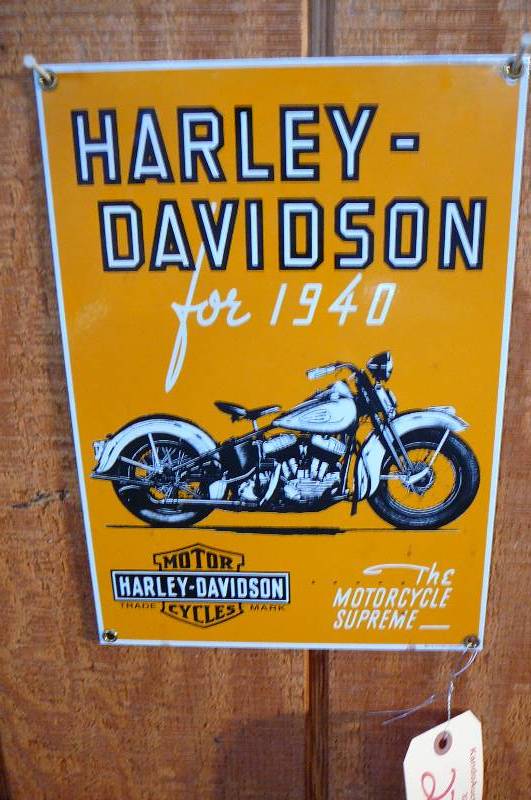 HARLEY-
DAVIDSON
for 1940
MOTOR
HARLEY-DAVIDSON
TRADE MARK
CYCLES
The
MOTORCYCLE
SUPREME